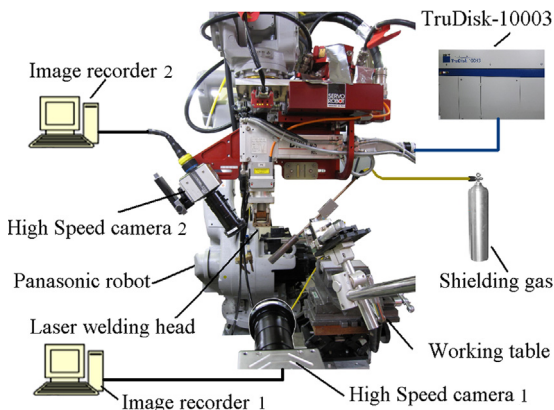 TruDisk-10003
Image recorder 2
SERVO
ROBOT
High Speed camera 2
Panasonic robot
Shielding gas
Laser welding head
Working table
High Speed camera 1
Image recorder 1